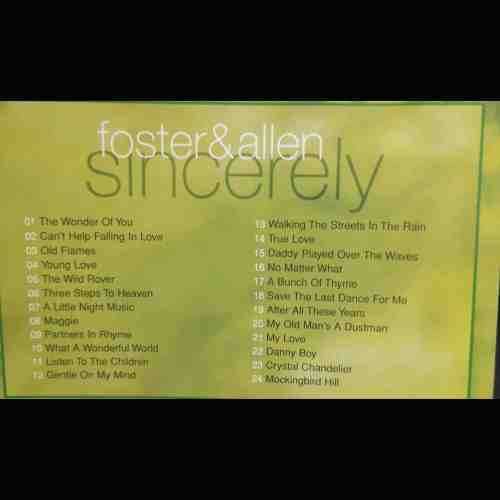 foster&allen
sincerely
01 The Wonder Of You
02 Can't Help Falling In Love
03 Old Flames
04 Young Love
05 The Wild Rover
06 Three Steps To Heaven
07 A Little Night Music
08 Maggie
09 Partners In Rhyme
10 What A Wonderful World
11 Listen To The Children
12 Gentle On My Mind
13 Walking The Streets In The Rain
14 True Love
15 Daddy Played Over The Waves
16 No Matter What
17 A Bunch Of Thyme
18 Save The Last Dance For Me
19 After All These Years
20 My Old Man's A Dustman
21 My Love
22 Danny Boy
23 Crystal Chandelier
24 Mockingbird Hill